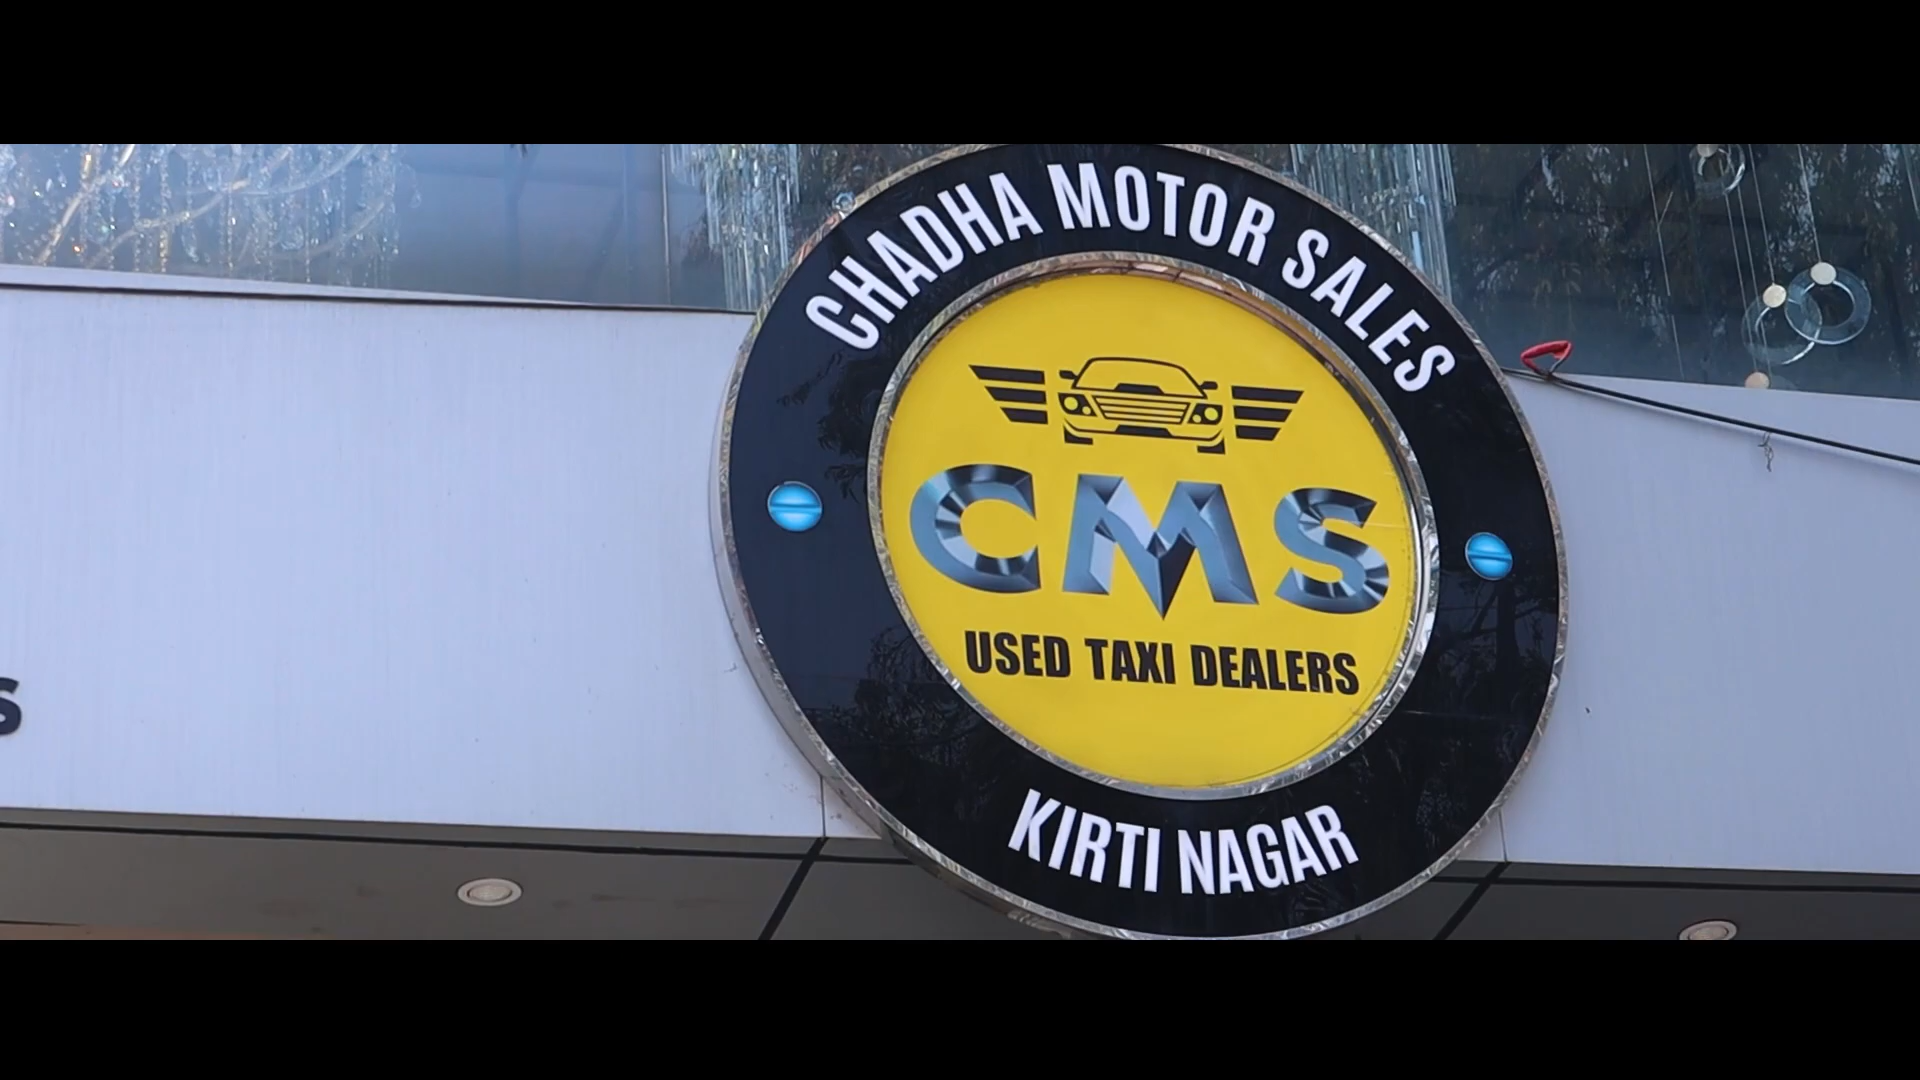 CHADHA MOTOR SALES
CMS
USED TAXI DEALERS
KIRTI NAGAR